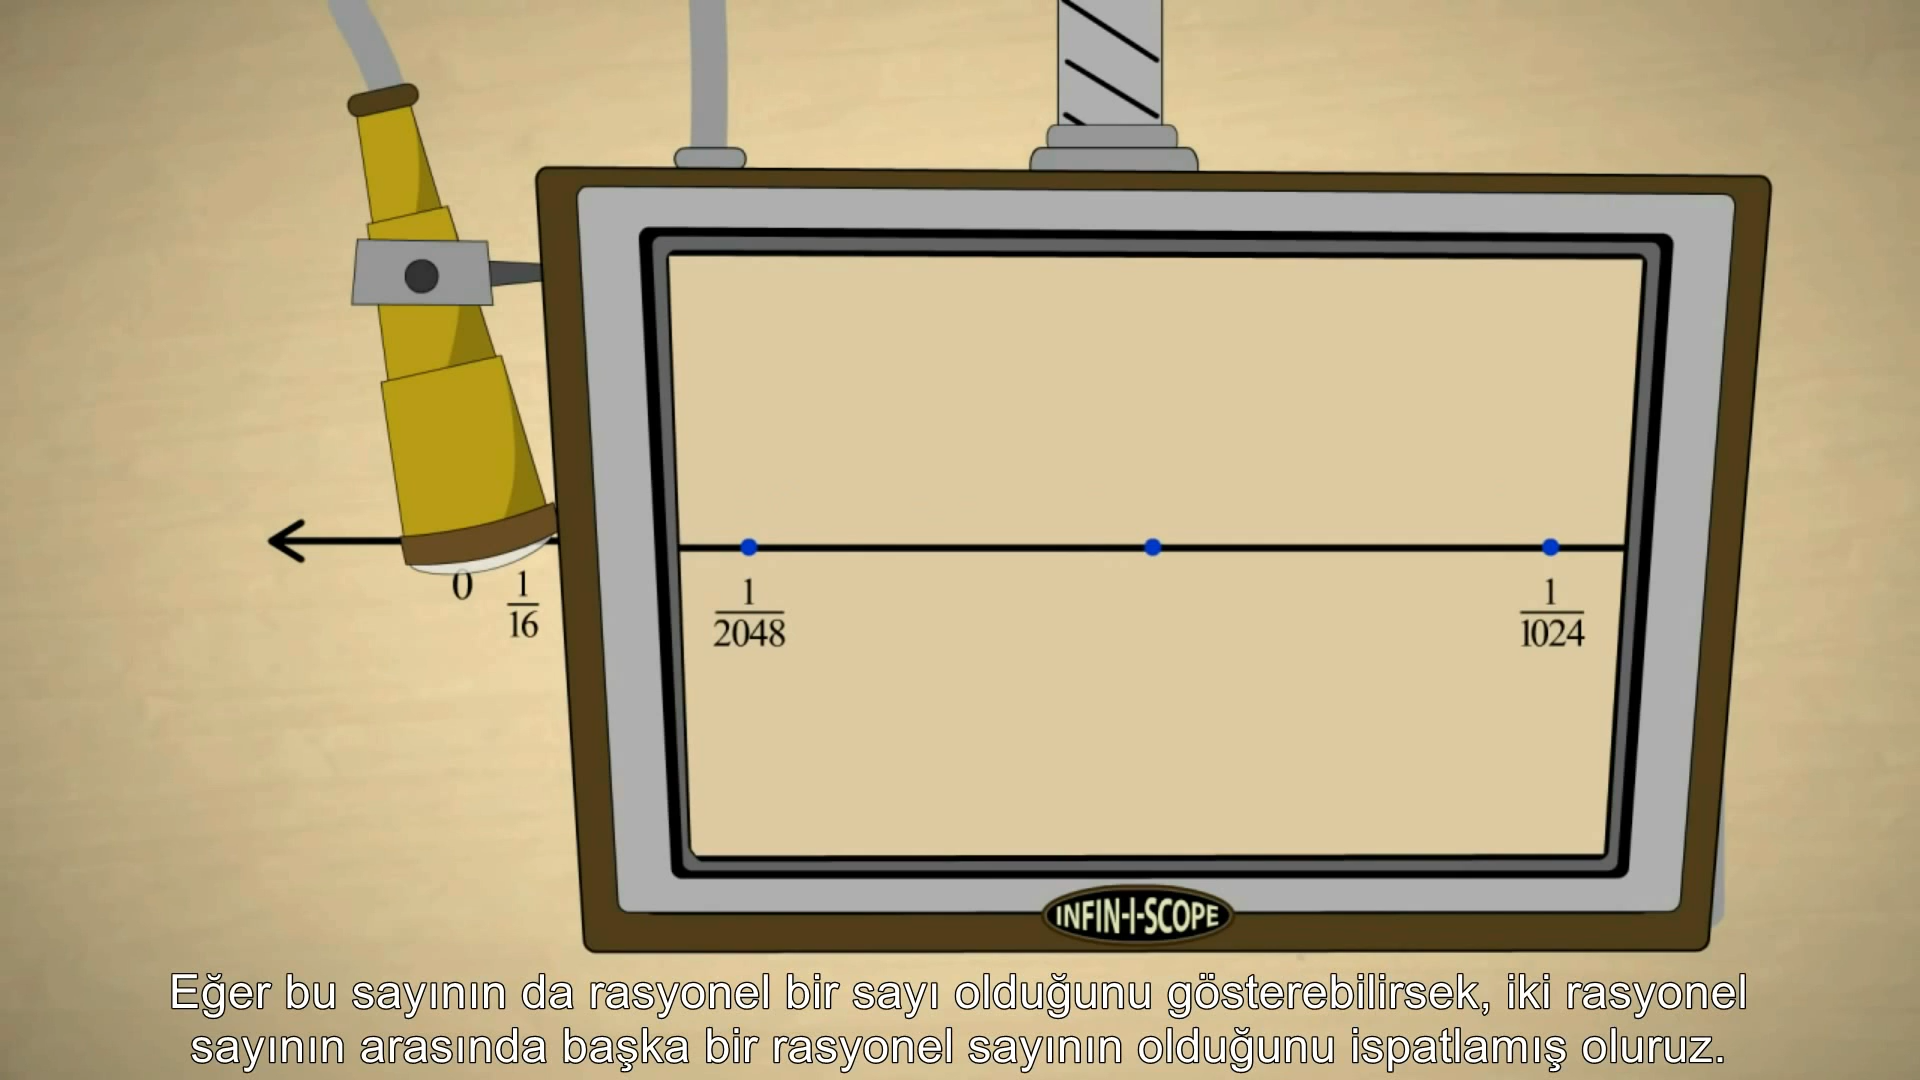 0
1
16
1
2048
1
1024
INFIN-I-SCOPE
Eğer bu sayının da rasyonel bir sayı olduğunu gösterebilirsek, iki rasyonel
sayının arasında başka bir rasyonel sayının olduğunu ispatlamış oluruz.